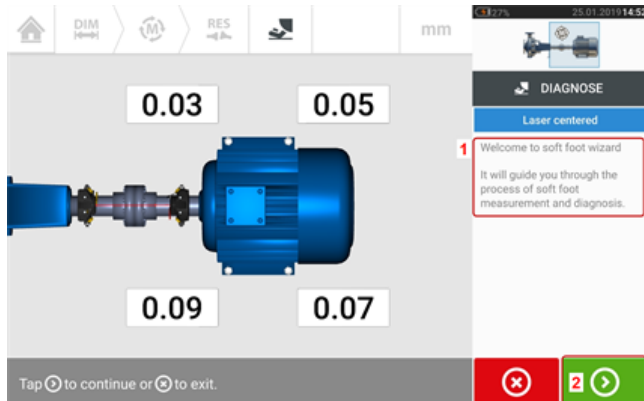 DIM
M
RES
mm
27%
25.01.2019 14:52
0.03
0.05
DIAGNOSE
Laser centered
1
Welcome to soft foot wizard
It will guide you through the
process of soft foot
measurement and diagnosis.
0.09
0.07
Tap to continue or to exit.
2